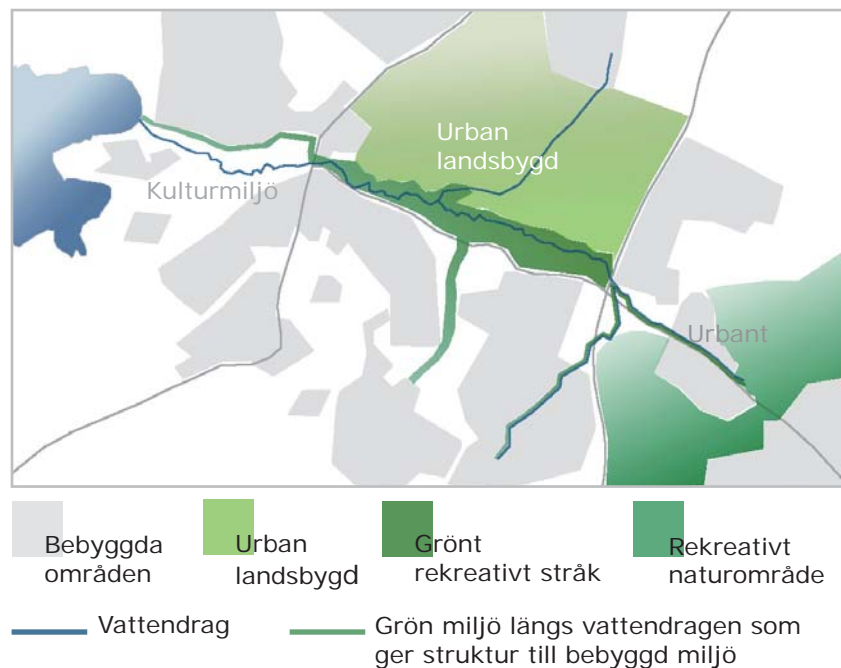 Urban
landsbygd
Kulturmiljö
Urbant
Bebyggda
områden
Urban
landsbygd
Grönt
rekreativt stråk
Rekreativt
naturområde
Vattendrag
Grön miljö längs vattendragen som
ger struktur till bebyggd miljö